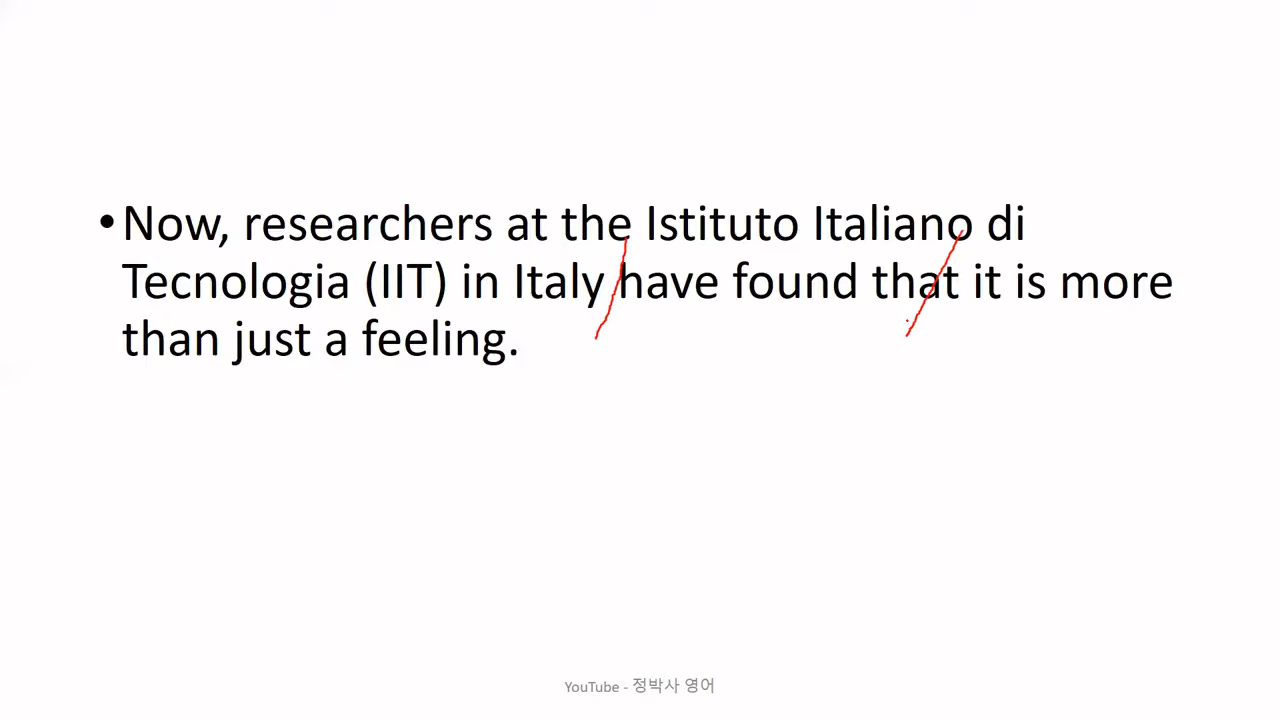 •Now, researchers at the Istituto Italiano di
Tecnologia (IIT) in Italy have found that it is more
than just a feeling.
YouTube - 정박사 영어